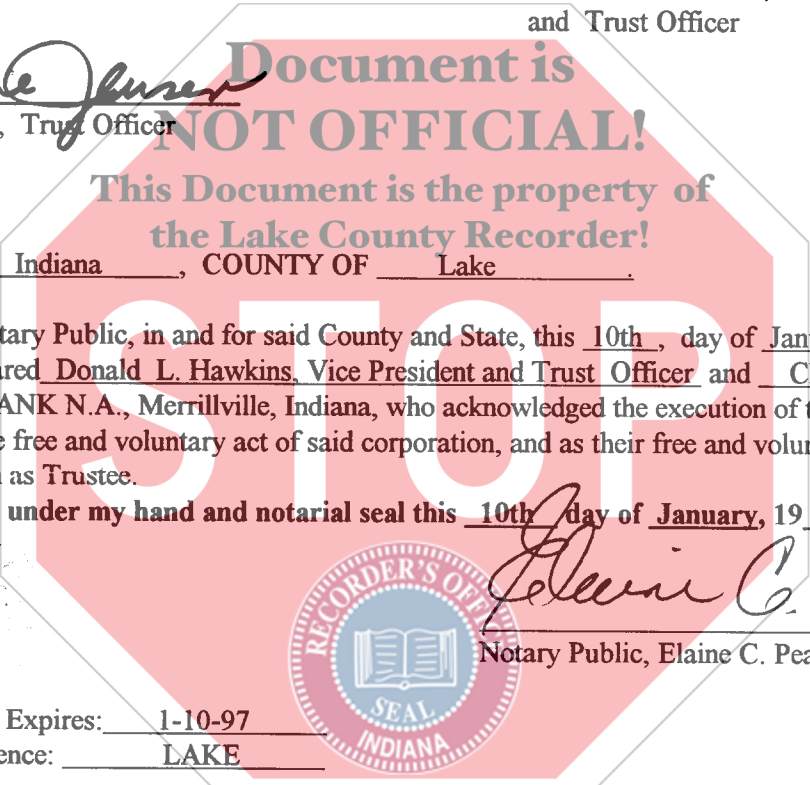 and Trust Officer
Document is
, Trust Officer
NOT OFFICIAL!
This Document is the property of
the Lake County Recorder!
Indiana , COUNTY OF Lake .
STOP
tary Public, in and for said County and State, this 10th , day of Jan
ared Donald L. Hawkins, Vice President and Trust Officer and C
ANK N.A., Merrillville, Indiana, who acknowledged the execution of t
e free and voluntary act of said corporation, and as their free and volu
as Trustee.
under my hand and notarial seal this 10th day of January, 19
Elaine C.
RECORDER'S OFFIC
SEAL
INDIANA
Notary Public, Elaine C. Pea
Expires: 1-10-97
ence: LAKE